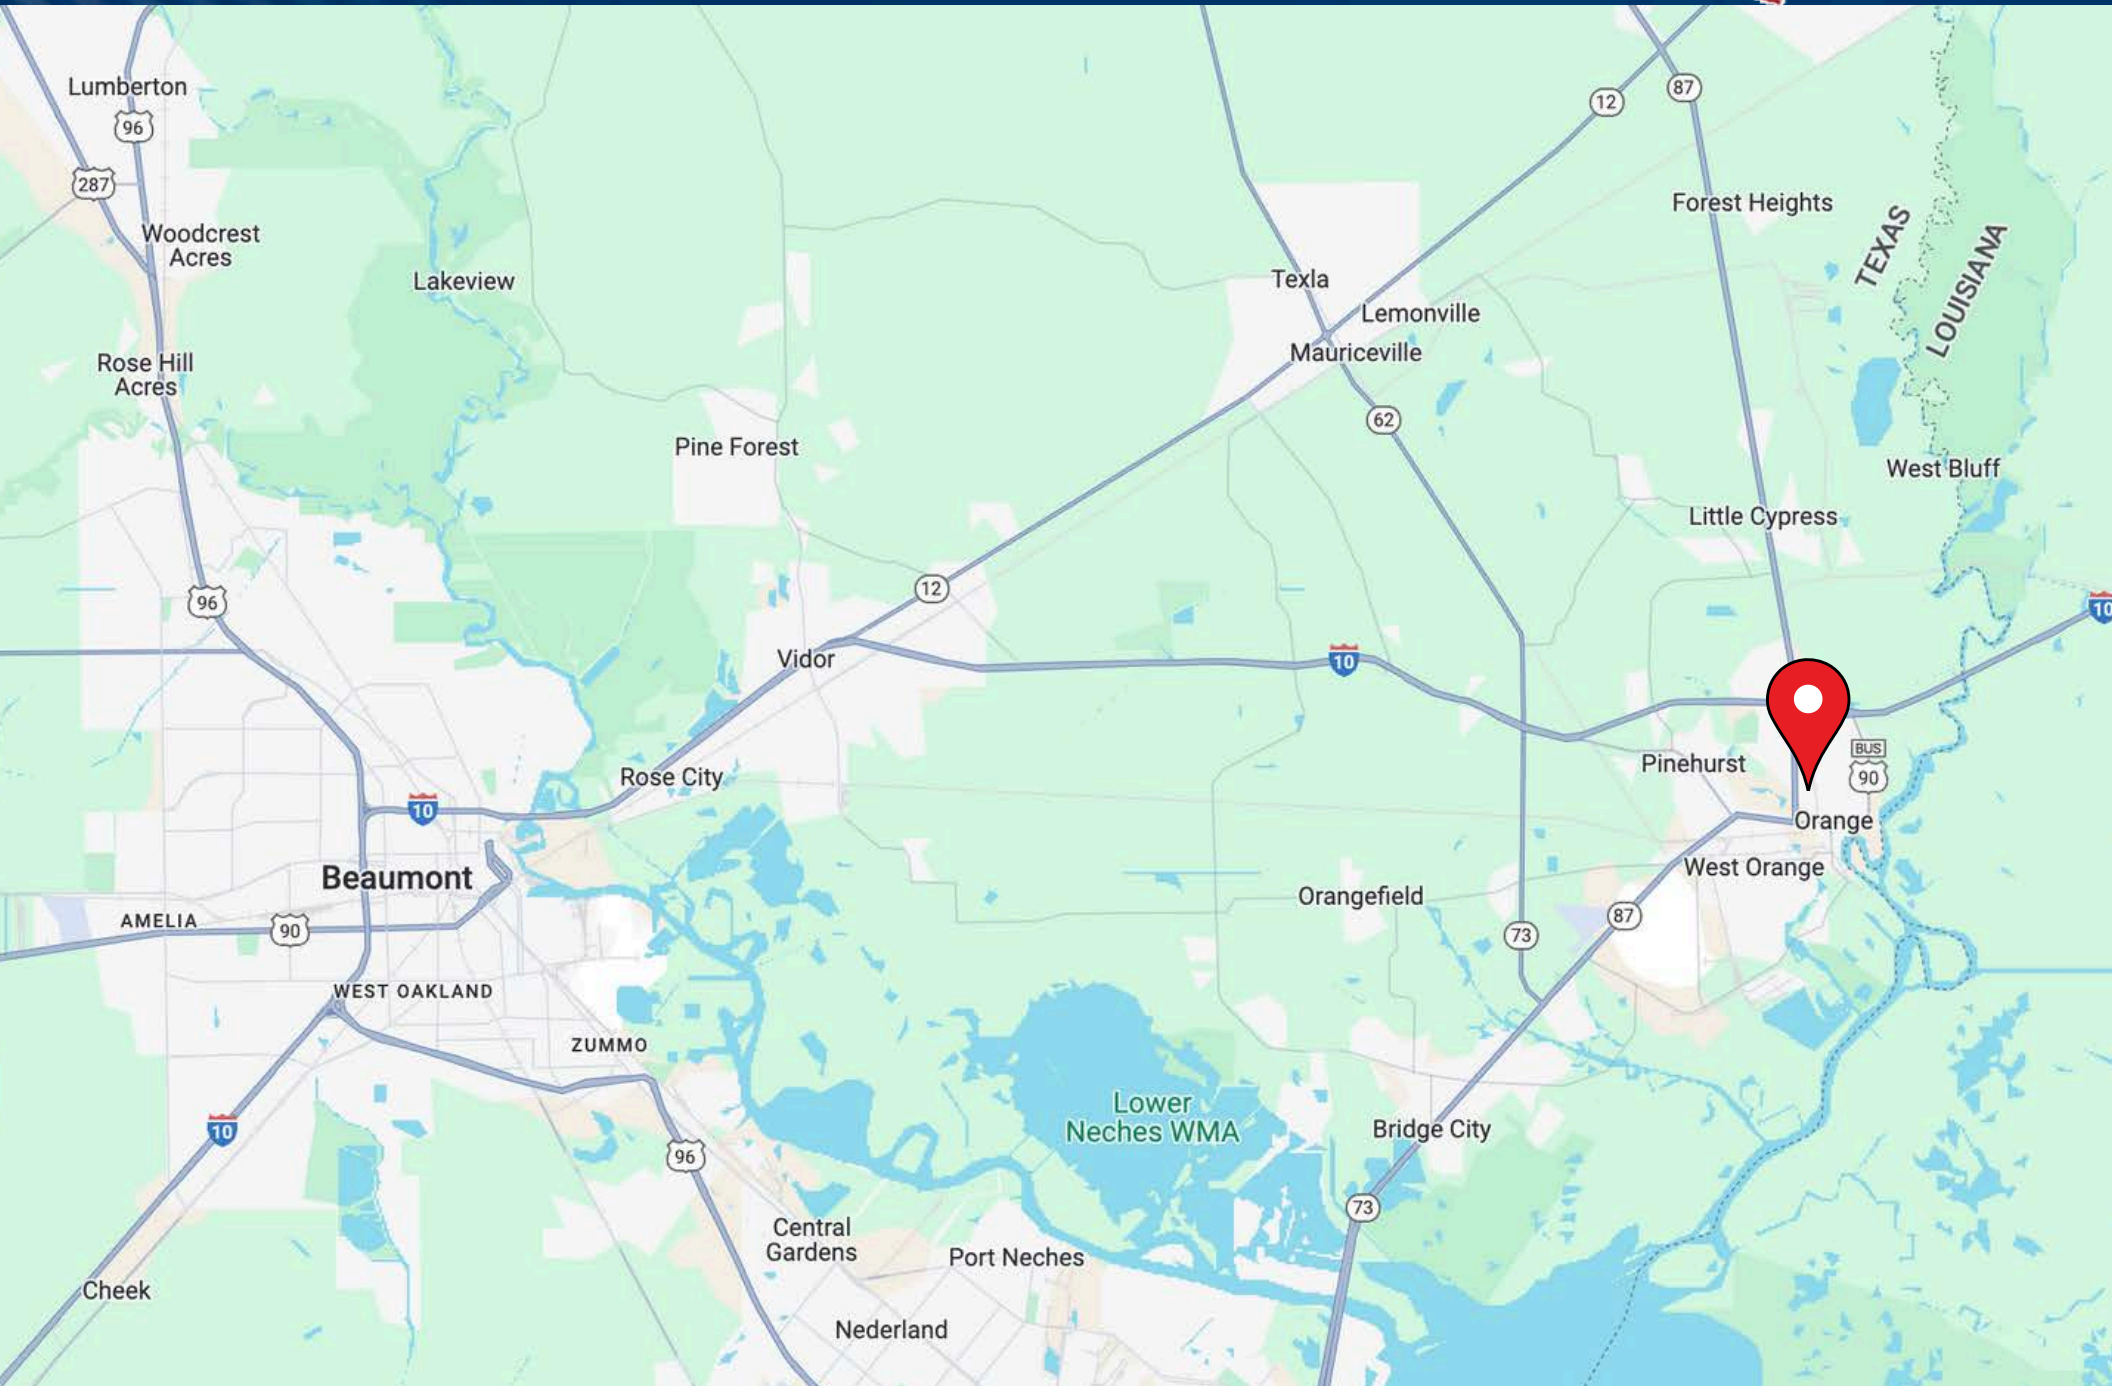 Lumberton
96
12
87
287
Forest Heights
TEXAS
Woodcrest
Acres
LOUISIANA
Lakeview
Texla
Lemonville
Mauriceville
Rose Hill
Acres
62
Pine Forest
West Bluff
Little Cypress
12
96
10
Vidor
10
BUS
90
Pinehurst
Rose City
10
Orange
West Orange
Beaumont
Orangefield
87
AMELIA
90
73
WEST OAKLAND
ZUMMO
Lower
Neches WMA
10
Bridge City
96
73
Central
Gardens
Port Neches
Cheek
Nederland